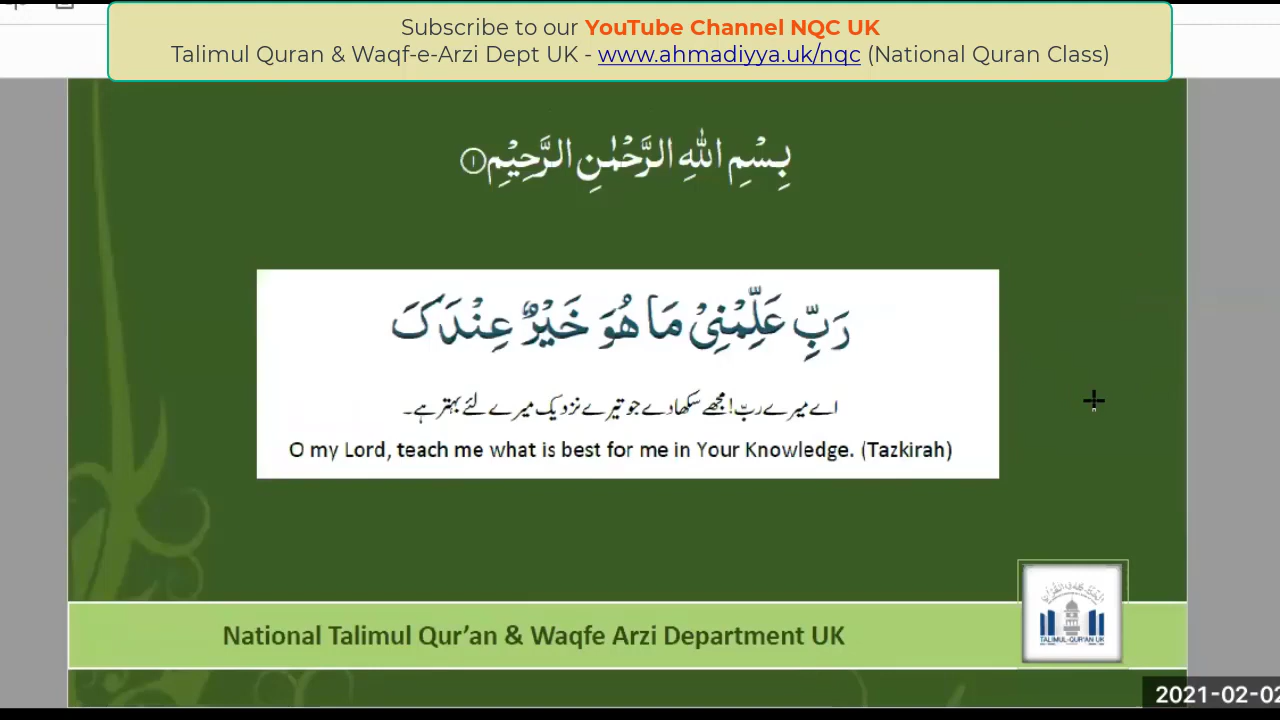 Subscribe to our YouTube Channel NQC UK
Talimul Quran & Waqf-e-Arzi Dept UK - www.ahmadiyya.uk/nqc (National Quran Class)
بِسْمِ اللّٰهِ الرَّحْمٰنِ الرَّحِيْمِ ۝١
رَبِّ عَلِّمْنِیْ مَا هُوَ خَیْرٌ عِنْدَکَ
اے میرے ربّ! مجھے سکھا دے جو تیرے نزدیک میرے لئے بہتر ہے۔
O my Lord, teach me what is best for me in Your Knowledge. (Tazkirah)
National Talimul Qur’an & Waqfe Arzi Department UK
TALIMUL-QUR'AN UK
2021-02-02